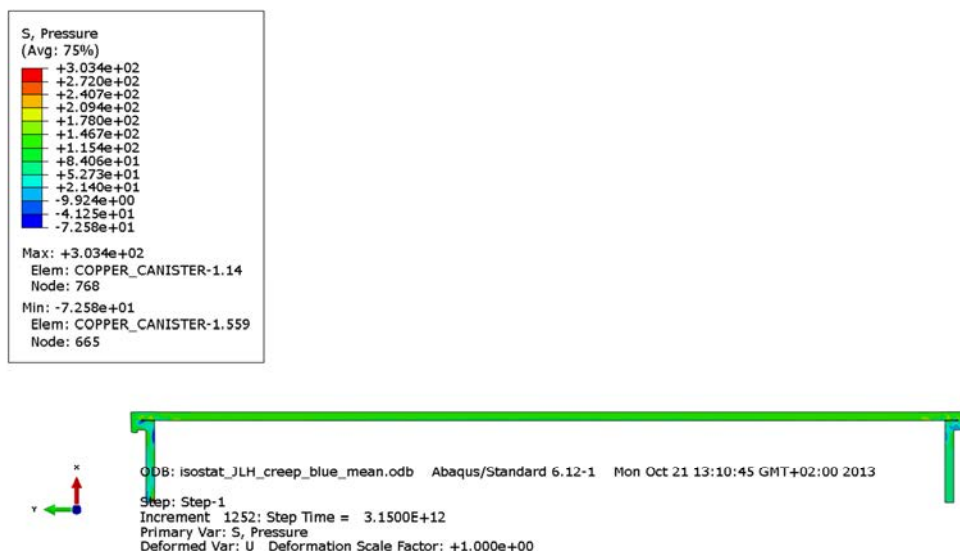 S, Pressure
(Avg: 75%)
+3.034e+02
+2.720e+02
+2.407e+02
+2.094e+02
+1.780e+02
+1.467e+02
+1.154e+02
+8.406e+01
+5.273e+01
+2.140e+01
-9.924e+00
-4.125e+01
-7.258e+01
Max: +3.034e+02
Elem: COPPER_CANISTER-1.14
Node: 768
Min: -7.258e+01
Elem: COPPER_CANISTER-1.559
Node: 665
X
Y
ODB: isostat_JLH_creep_blue_mean.odb Abaqus/Standard 6.12-1 Mon Oct 21 13:10:45 GMT+02:00 2013
Step: Step-1
Increment 1252: Step Time = 3.1500E+12
Primary Var: S, Pressure
Deformed Var: U Deformation Scale Factor: +1.000e+00